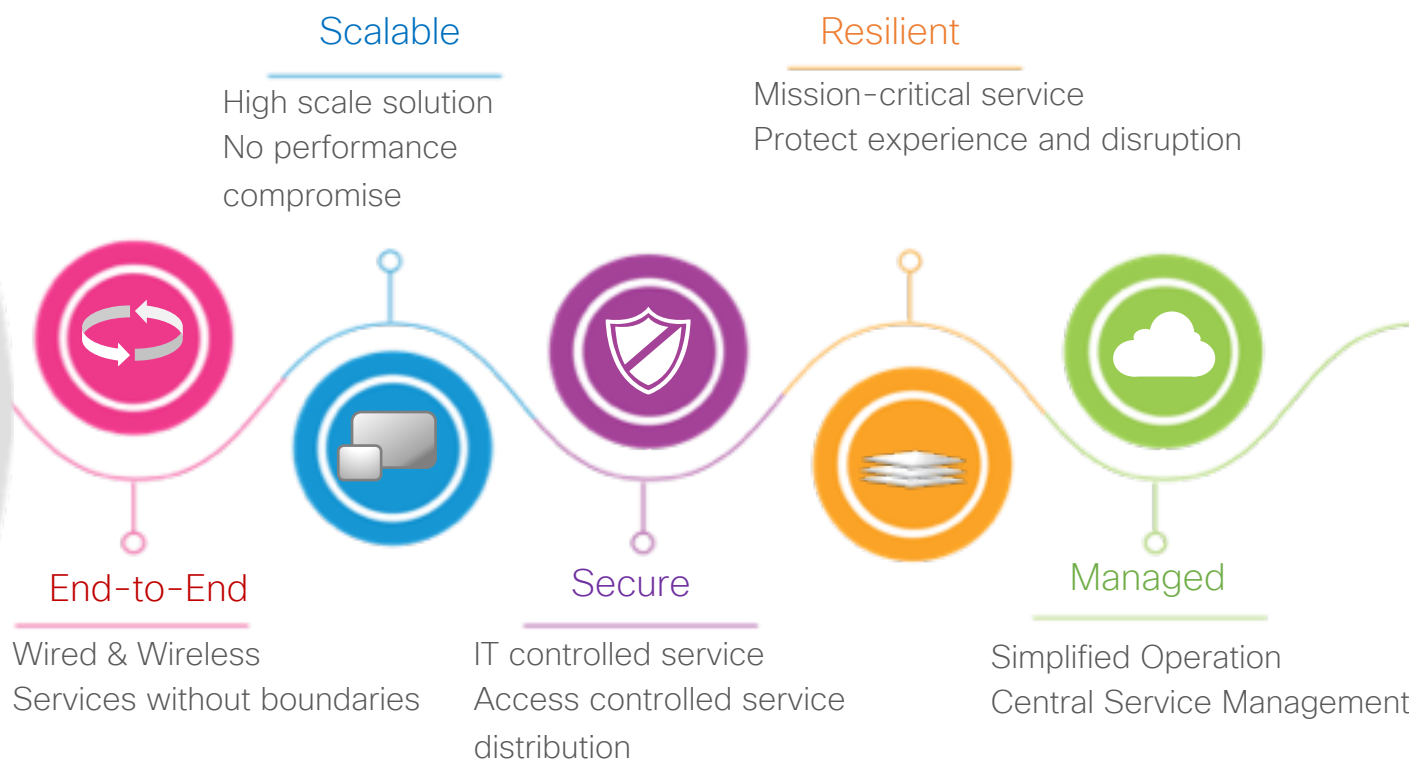 Scalable
High scale solution
No performance
compromise
Resilient
Mission-critical service
Protect experience and disruption
End-to-End
Wired & Wireless
Services without boundaries
Secure
IT controlled service
Access controlled service
distribution
Managed
Simplified Operation
Central Service Management